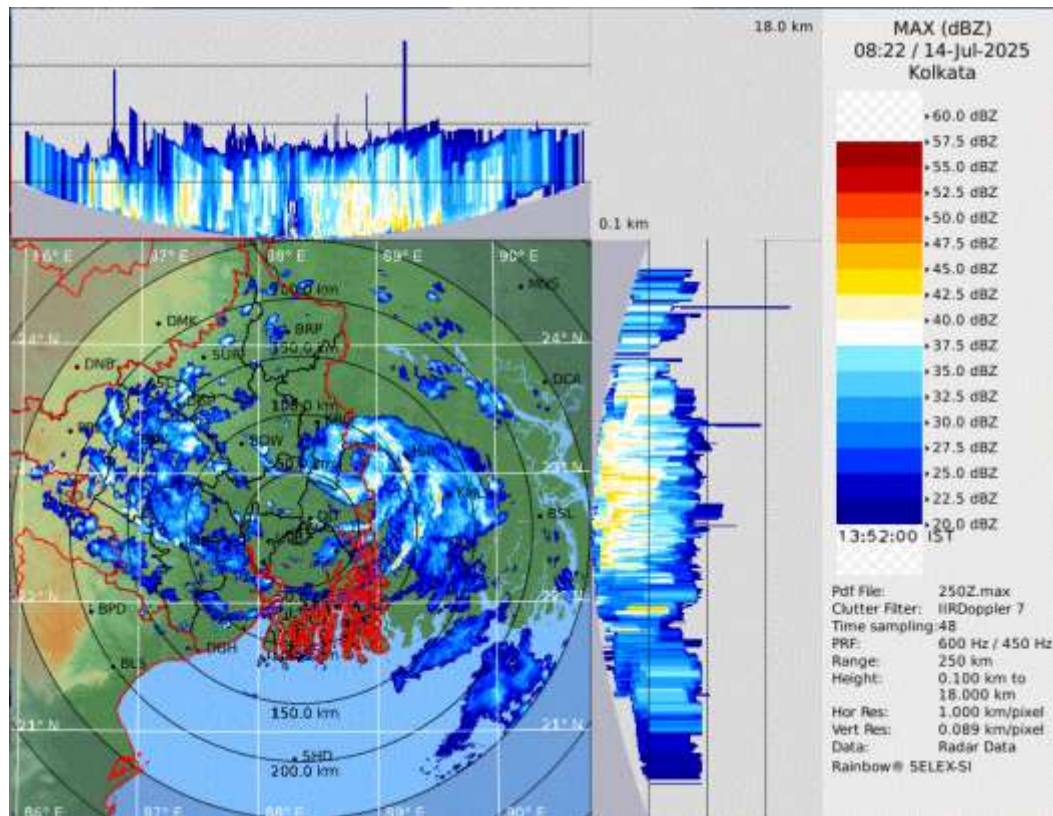 18.0 km
MAX (dBZ)
08:22 / 14-Jul-2025
Kolkata
60.0 dBZ
57.5 dBZ
55.0 dBZ
52.5 dBZ
50.0 dBZ
47.5 dBZ
45.0 dBZ
42.5 dBZ
40.0 dBZ
37.5 dBZ
35.0 dBZ
32.5 dBZ
30.0 dBZ
27.5 dBZ
25.0 dBZ
22.5 dBZ
20.0 dBZ
13:52:00 IST
0.1 km
87° E
89° E
90° E
DMK
BRP
24° N
SUR
150.0 km
DNB
DCA
100.0 km
BDW
23° N
BSL
22° N
BPD
DGH
BLS
150.0 km
21° N
SHD
200.0 km
86° E
87° E
88° E
89° E
90° E
Pdf File: 250Z.max
Clutter Filter: IIRDoppler 7
Time sampling: 48
PRF: 600 Hz / 450 Hz
Range: 250 km
Height: 0.100 km to
18.000 km
Hor Res: 1.000 km/pixel
Vert Res: 0.089 km/pixel
Data: Radar Data
Rainbow® SELEX-SI